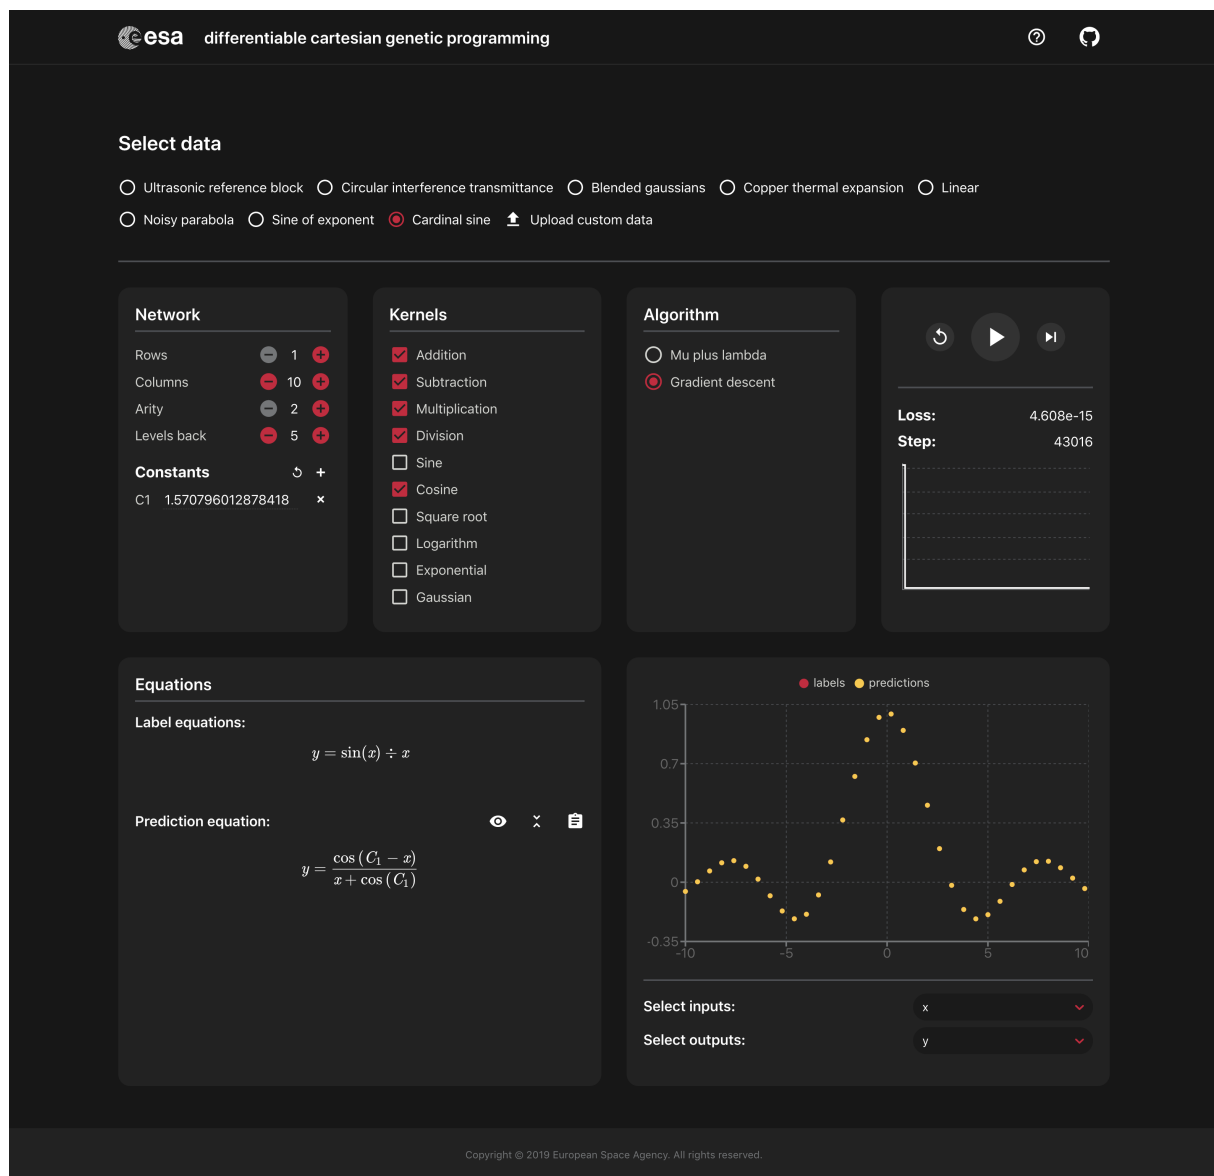 esa differentiable cartesian genetic programming
Select data
Ultrasonic reference block Circular interference transmittance Blended gaussians Copper thermal expansion Linear
Noisy parabola Sine of exponent Cardinal sine Upload custom data
Network
Rows 1
Columns 10
Arity 2
Levels back 5
Constants
C1 1.570796012878418
Kernels
Addition
Subtraction
Multiplication
Division
Sine
Cosine
Square root
Logarithm
Exponential
Gaussian
Algorithm
Mu plus lambda
Gradient descent
Loss: 4.608e-15
Step: 43016
Equations
Label equations:
y = sin(x) ÷ x
Prediction equation:
y = cos (C₁ − x) / x + cos (C₁)
labels predictions
1.05
0.7
0.35
0
-0.35
-10 -5 0 5 10
Select inputs: x
Select outputs: y
Copyright © 2019 European Space Agency. All rights reserved.